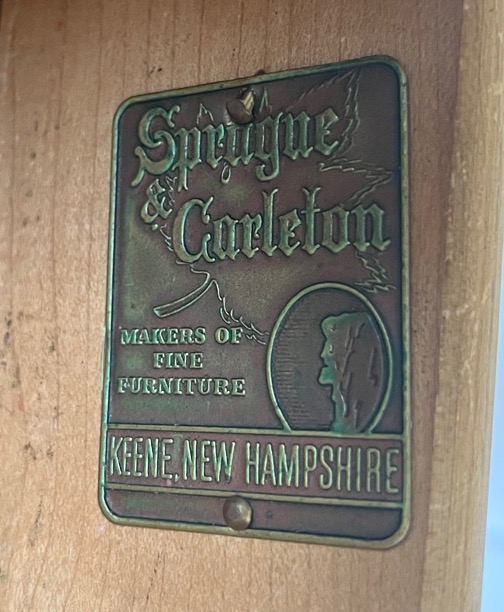 Sprague
& Carleton
MAKERS OF
FINE
FURNITURE
KEENE, NEW HAMPSHIRE